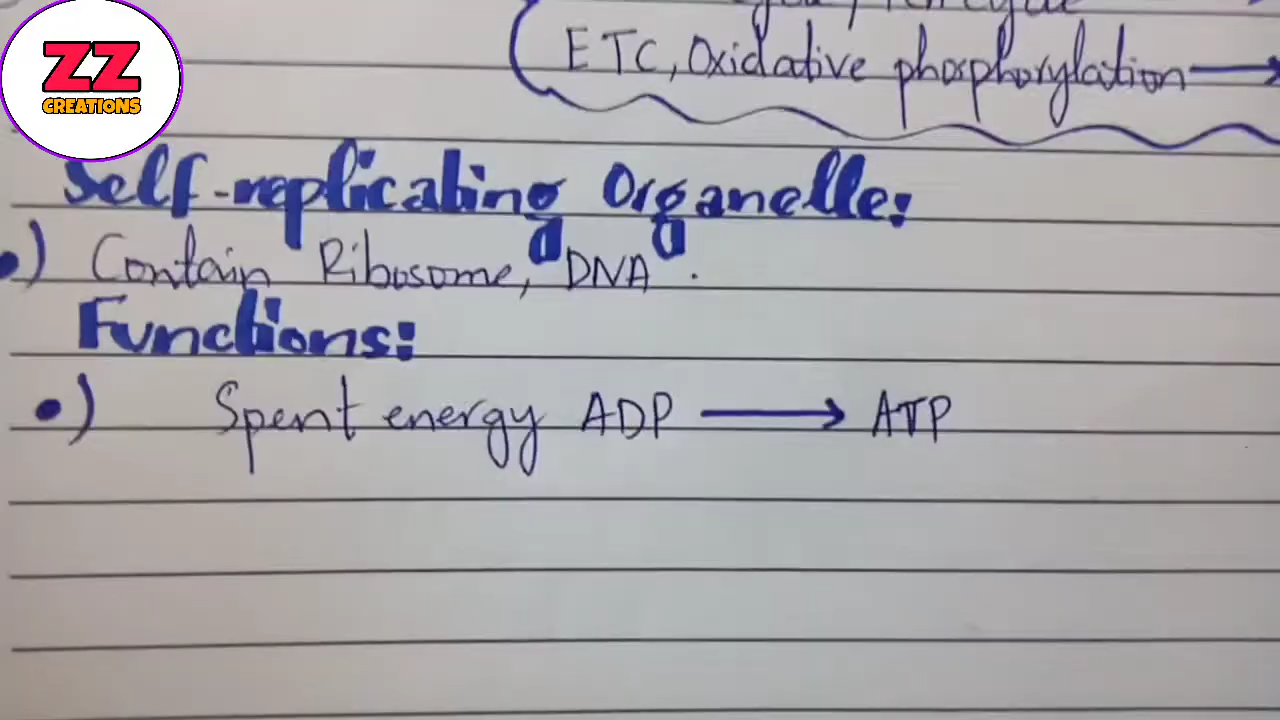 ZZ
CREATIONS
ETC, Oxidative phosphorylation →
Self-replicating Organelle:
•) Contain Ribosome, DNA.
Functions:
•) Spent energy ADP → ATP